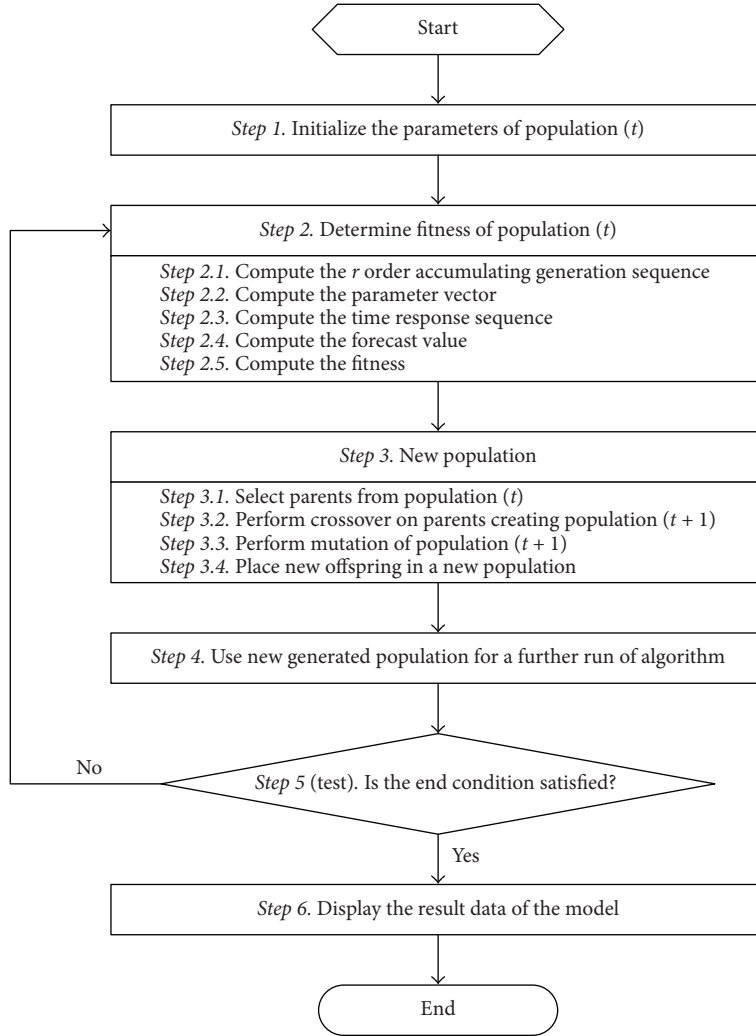 Start
Step 1. Initialize the parameters of population (t)
Step 2. Determine fitness of population (t)
Step 2.1. Compute the r order accumulating generation sequence
Step 2.2. Compute the parameter vector
Step 2.3. Compute the time response sequence
Step 2.4. Compute the forecast value
Step 2.5. Compute the fitness
Step 3. New population
Step 3.1. Select parents from population (t)
Step 3.2. Perform crossover on parents creating population (t + 1)
Step 3.3. Perform mutation of population (t + 1)
Step 3.4. Place new offspring in a new population
Step 4. Use new generated population for a further run of algorithm
No
Step 5 (test). Is the end condition satisfied?
Yes
Step 6. Display the result data of the model
End